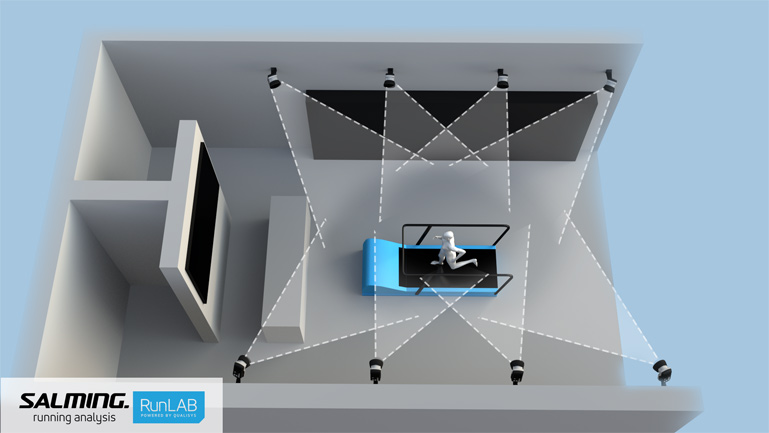 SALMING.
running analysis
RunLAB
POWERED BY QUALISYS